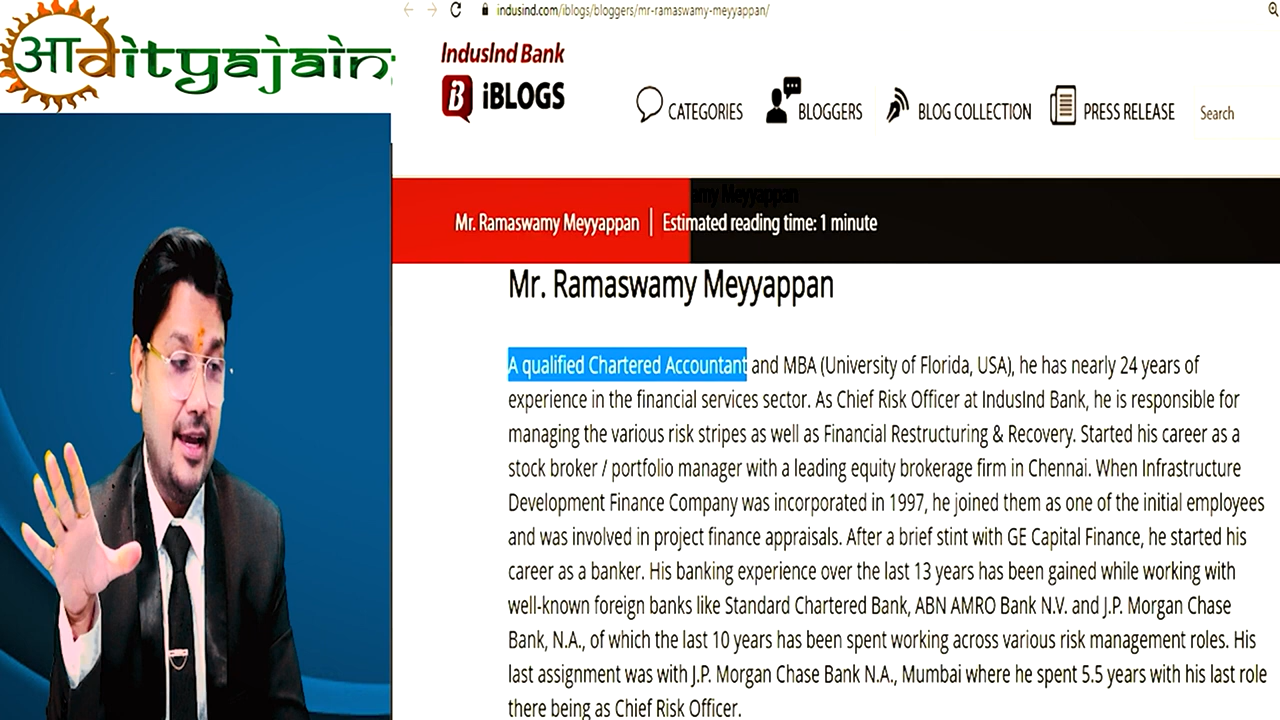 आdityajain
indusind.com/iblogs/bloggers/mr-ramaswamy-meyyappan/
IndusInd Bank
iBLOGS
CATEGORIES
BLOGGERS
BLOG COLLECTION
PRESS RELEASE
Search
Mr. Ramaswamy Meyyappan | Estimated reading time: 1 minute
Mr. Ramaswamy Meyyappan
A qualified Chartered Accountant and MBA (University of Florida, USA), he has nearly 24 years of
experience in the financial services sector. As Chief Risk Officer at IndusInd Bank, he is responsible for
managing the various risk stripes as well as Financial Restructuring & Recovery. Started his career as a
stock broker / portfolio manager with a leading equity brokerage firm in Chennai. When Infrastructure
Development Finance Company was incorporated in 1997, he joined them as one of the initial employees
and was involved in project finance appraisals. After a brief stint with GE Capital Finance, he started his
career as a banker. His banking experience over the last 13 years has been gained while working with
well-known foreign banks like Standard Chartered Bank, ABN AMRO Bank N.V. and J.P. Morgan Chase
Bank, N.A., of which the last 10 years has been spent working across various risk management roles. His
last assignment was with J.P. Morgan Chase Bank N.A., Mumbai where he spent 5.5 years with his last role
there being as Chief Risk Officer.